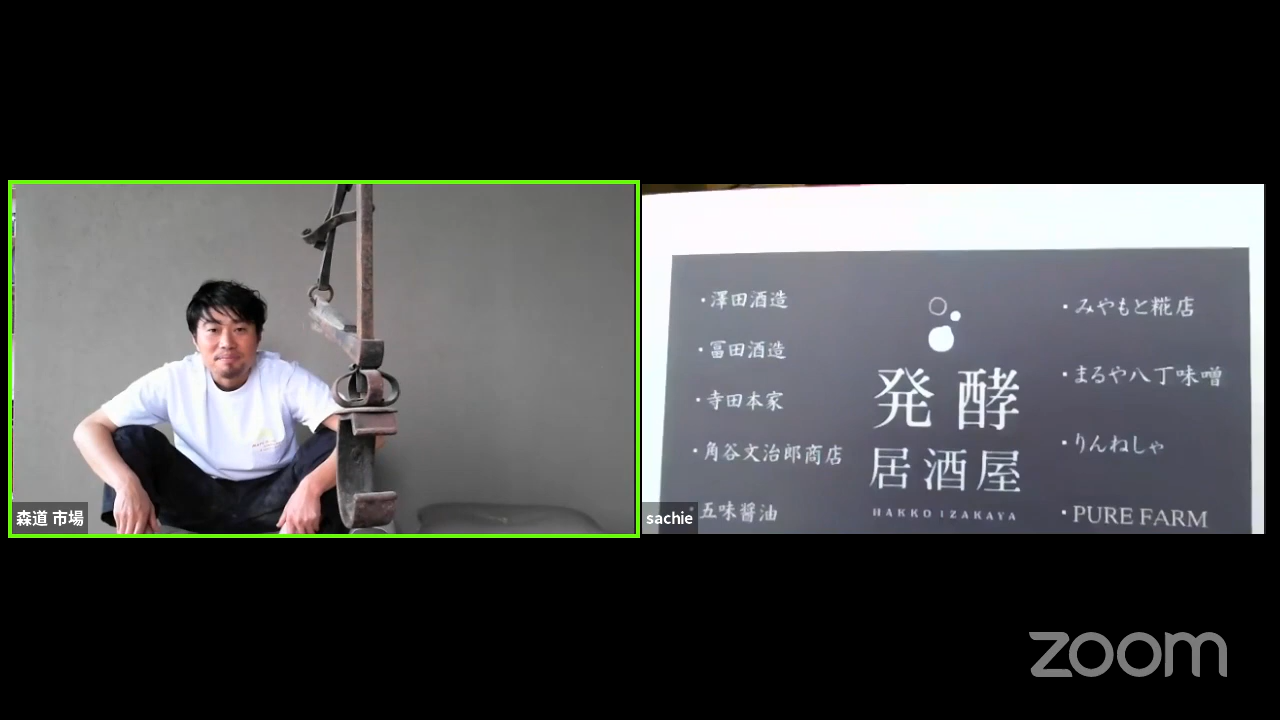 森道 市場
・澤田酒造
・冨田酒造
・寺田本家
・角谷文治郎商店
五味醤油
発酵
居酒屋
HAKKO IZAKAYA
・みやもと糀店
・まるや八丁味噌
・りんねしゃ
・PURE FARM
sachie
zoom